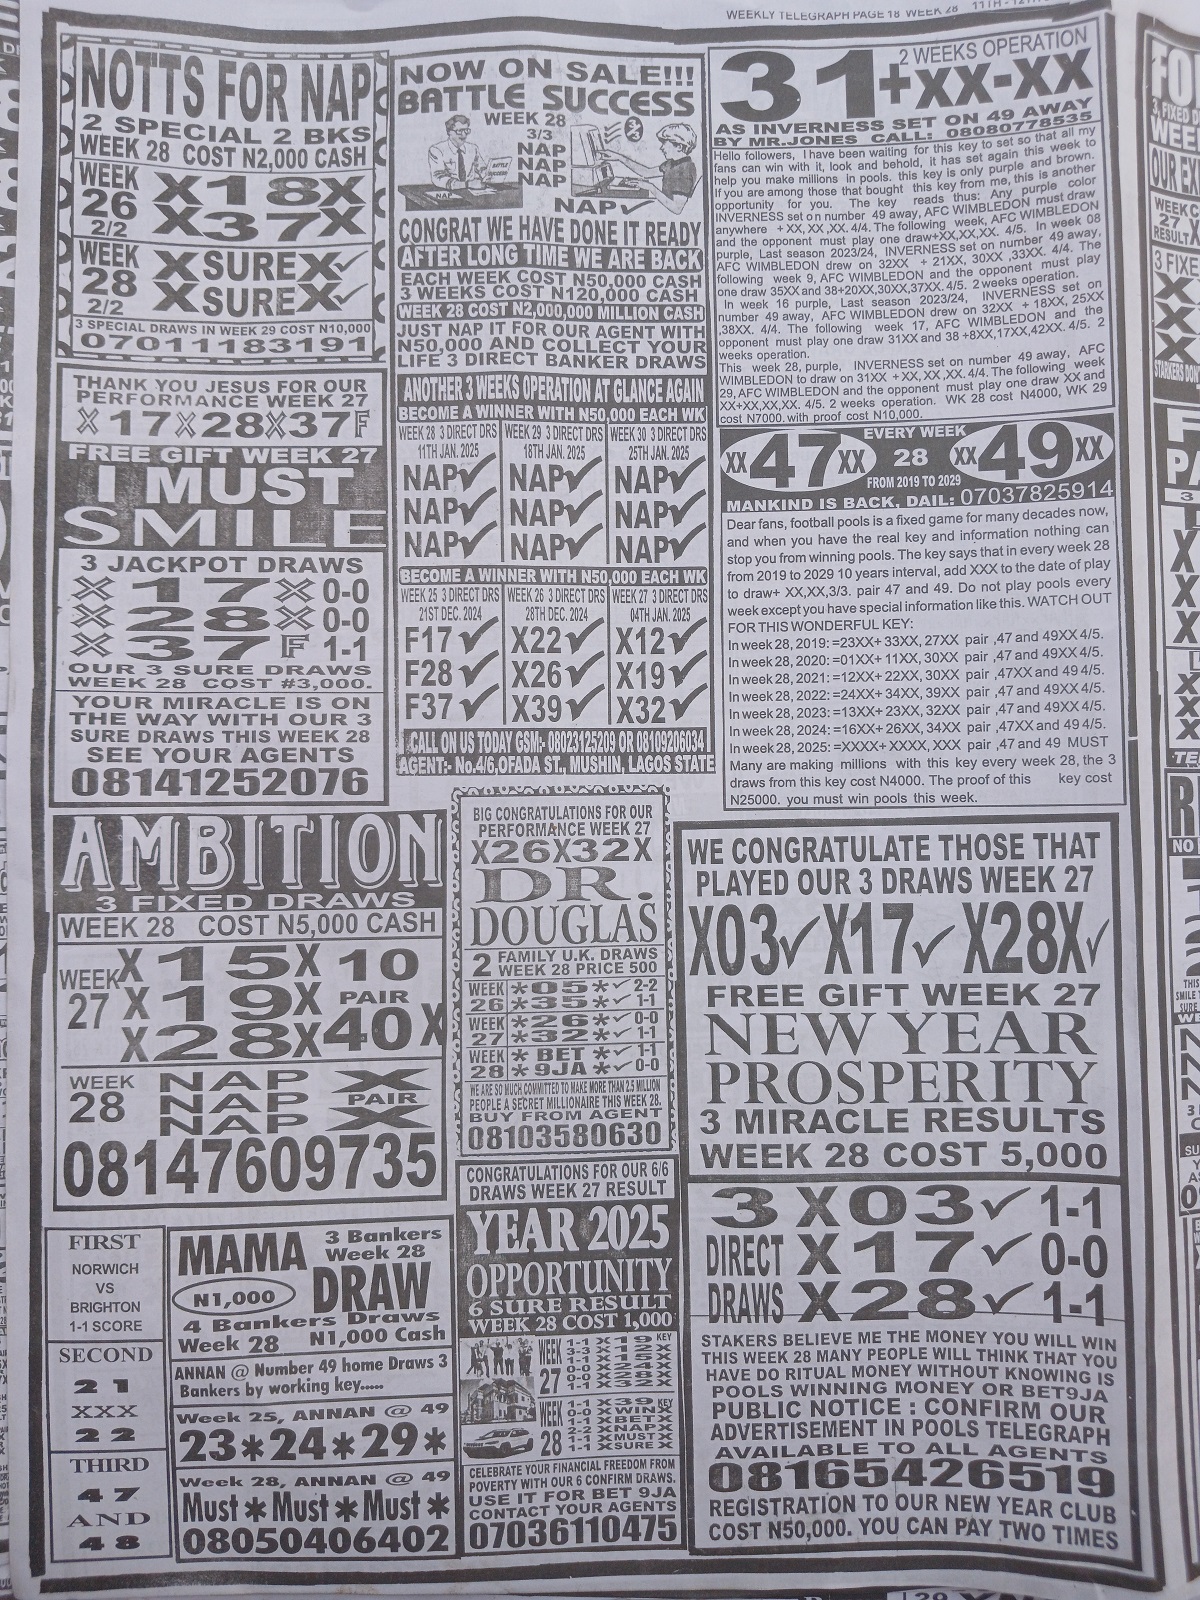 WEEKLY TELEGRAPH PAGE 18 WEEK 28
NOTTS FOR NAP
2 SPECIAL 2 BKS
WEEK 28 COST N2,000 CASH
WEEK 26 2/2
X18X
X37X
WEEK 28 2/2
XSUREX✓
XSUREX✓
3 SPECIAL DRAWS IN WEEK 29 COST N10,000
07011183191
THANK YOU JESUS FOR OUR
PERFORMANCE WEEK 27
X17X28X37F
FREE GIFT WEEK 27
I MUST
SMILE
3 JACKPOT DRAWS
X 17 X 0-0
X 28 X 0-0
X 37 F 1-1
OUR 3 SURE DRAWS
WEEK 28 COST #3,000.
YOUR MIRACLE IS ON
THE WAY WITH OUR 3
SURE DRAWS THIS WEEK 28
SEE YOUR AGENTS
08141252076
NOW ON SALE!!!
BATTLE SUCCESS
WEEK 28
3/3
NAP
NAP
NAP
BATTLE SUCCESS
NAP
NAP✓
CONGRAT WE HAVE DONE IT READY
AFTER LONG TIME WE ARE BACK
EACH WEEK COST N50,000 CASH
3 WEEKS COST N120,000 CASH
WEEK 28 COST N2,000,000 MILLION CASH
JUST NAP IT FOR OUR AGENT WITH
N50,000 AND COLLECT YOUR
LIFE 3 DIRECT BANKER DRAWS
ANOTHER 3 WEEKS OPERATION AT GLANCE AGAIN
BECOME A WINNER WITH N50,000 EACH WK
WEEK 28 3 DIRECT DRS WEEK 29 3 DIRECT DRS WEEK 30 3 DIRECT DRS
11TH JAN. 2025 18TH JAN. 2025 25TH JAN. 2025
NAP✓ NAP✓ NAP✓
NAP✓ NAP✓ NAP✓
NAP✓ NAP✓ NAP✓
BECOME A WINNER WITH N50,000 EACH WK
WEEK 25 3 DIRECT DRS WEEK 26 3 DIRECT DRS WEEK 27 3 DIRECT DRS
21ST DEC. 2024 28TH DEC. 2024 04TH JAN. 2025
F17✓ X22✓ X12✓
F28✓ X26✓ X19✓
F37✓ X39✓ X32✓
CALL ON US TODAY GSM:- 08023125209 OR 08109206034
AGENT:- No.4/6,OFADA ST., MUSHIN, LAGOS STATE
2 WEEKS OPERATION
31+XX-XX
AS INVERNESS SET ON 49 AWAY
BY MR.JONES CALL: 08080778535
Hello followers, I have been waiting for this key to set so that all my
fans can win with it, look and behold, it has set again this week to
help you make millions in pools. this key is only purple and brown.
If you are among those that bought this key from me, this is another
opportunity for you. The key reads thus: Any purple color
INVERNESS set on number 49 away, AFC WIMBLEDON must draw
anywhere + XX, XX ,XX. 4/4. The following week, AFC WIMBLEDON
and the opponent must play one draw+XX,XX,XX. 4/5. In week 08
purple, Last season 2023/24, INVERNESS set on number 49 away,
AFC WIMBLEDON drew on 32XX + 21XX, 30XX ,33XX. 4/4. The
following week 9, AFC WIMBLEDON and the opponent must play
one draw 35XX and 38+20XX,30XX,37XX. 4/5. 2 weeks operation.
In week 16 purple, Last season 2023/24, INVERNESS set on
number 49 away, AFC WIMBLEDON drew on 32XX + 18XX, 25XX
,38XX. 4/4. The following week 17, AFC WIMBLEDON and the
opponent must play one draw 31XX and 38 +8XX,17XX,42XX. 4/5. 2
weeks operation.
This week 28, purple, INVERNESS set on number 49 away, AFC
WIMBLEDON to draw on 31XX +XX, XX ,XX. 4/4. The following week
29, AFC WIMBLEDON and the opponent must play one draw XX and
XX+XX,XX,XX. 4/5. 2 weeks operation. WK 28 cost N4000, WK 29
cost N7000. with proof cost N10,000.
XX47XX EVERY WEEK 28 FROM 2019 TO 2029 XX49XX
MANKIND IS BACK, DAIL: 07037825914
Dear fans, football pools is a fixed game for many decades now,
and when you have the real key and information nothing can
stop you from winning pools. The key says that in every week 28
from 2019 to 2029 10 years interval, add XXX to the date of play
to draw+ XX,XX,3/3. pair 47 and 49. Do not play pools every
week except you have special information like this. WATCH OUT
FOR THIS WONDERFUL KEY:
In week 28, 2019: =23XX+ 33XX, 27XX pair ,47 and 49XX 4/5.
In week 28, 2020: =01XX+ 11XX, 30XX pair ,47 and 49XX 4/5.
In week 28, 2021: =12XX+ 22XX, 30XX pair ,47XX and 49 4/5.
In week 28, 2022: =24XX+ 34XX, 39XX pair ,47 and 49XX 4/5.
In week 28, 2023: =13XX+ 23XX, 32XX pair ,47 and 49XX 4/5.
In week 28, 2024: =16XX+ 26XX, 34XX pair ,47XX and 49 4/5.
In week 28, 2025: =XXXX+ XXXX, XXX pair ,47 and 49 MUST
Many are making millions with this key every week 28, the 3
draws from this key cost N4000. The proof of this key cost
N25000. you must win pools this week.
AMBITION
3 FIXED DRAWS
WEEK 28 COST N5,000 CASH
WEEK 27
X 15X 10
X 19X PAIR
X28X 40X
WEEK 28
NAP X
NAP PAIR
NAP X
08147609735
BIG CONGRATULATIONS FOR OUR
PERFORMANCE WEEK 27
X26X32X
DR.
DOUGLAS
2 FAMILY U.K. DRAWS
WEEK 28 PRICE 500
WEEK 26 *05*✓ 2-2
*35*✓ 1-1
WEEK 27 *26*✓ 0-0
*32*✓ 1-1
WEEK 28 * BET *✓ 1-1
* 9JA *✓ 0-0
WE ARE SO MUCH COMMITED TO MAKE MORE THAN 2.5 MILLION
PEOPLE A SECRET MILLIONAIRE THIS WEEK 28.
BUY FROM AGENT
08103580630
WE CONGRATULATE THOSE THAT
PLAYED OUR 3 DRAWS WEEK 27
X03✓ X17✓ X28X✓
FREE GIFT WEEK 27
NEW YEAR
PROSPERITY
3 MIRACLE RESULTS
WEEK 28 COST 5,000
3 X03✓ 1-1
DIRECT X17✓ 0-0
DRAWS X28✓ 1-1
STAKERS BELIEVE ME THE MONEY YOU WILL WIN
THIS WEEK 28 MANY PEOPLE WILL THINK THAT YOU
HAVE DO RITUAL MONEY WITHOUT KNOWING IS
POOLS WINNING MONEY OR BET9JA
PUBLIC NOTICE : CONFIRM OUR
ADVERTISEMENT IN POOLS TELEGRAPH
AVAILABLE TO ALL AGENTS
08165426519
REGISTRATION TO OUR NEW YEAR CLUB
COST N50,000. YOU CAN PAY TWO TIMES
FIRST
NORWICH
VS
BRIGHTON
1-1 SCORE
SECOND
21
XXX
22
THIRD
47
AND
48
MAMA 3 Bankers
Week 28
N1,000 DRAW
4 Bankers Draws
Week 28 N1,000 Cash
ANNAN @ Number 49 home Draws 3
Bankers by working key.....
Week 25, ANNAN @ 49
23*24*29*
Week 28, ANNAN @ 49
Must * Must * Must *
08050406402
CONGRATULATIONS FOR OUR 6/6
DRAWS WEEK 27 RESULT
YEAR 2025
OPPORTUNITY
6 SURE RESULT
WEEK 28 COST 1,000
WEEK 27
1-1 X19 KEY
3-3 X12X
1-1 X15X
0-0 X24X
0-0 X28X
1-1 X32X
WEEK 28
1-1 X39 KEY
0-0 XWINX
1-1 XBETX
2-2 XNAPX
1-1 XMUSTX
1-1 XSURE X
CELEBRATE YOUR FINANCIAL FREEDOM FROM
POVERTY WITH OUR 6 CONFIRM DRAWS.
USE IT FOR BET 9JA
CONTACT YOUR AGENTS
07036110475